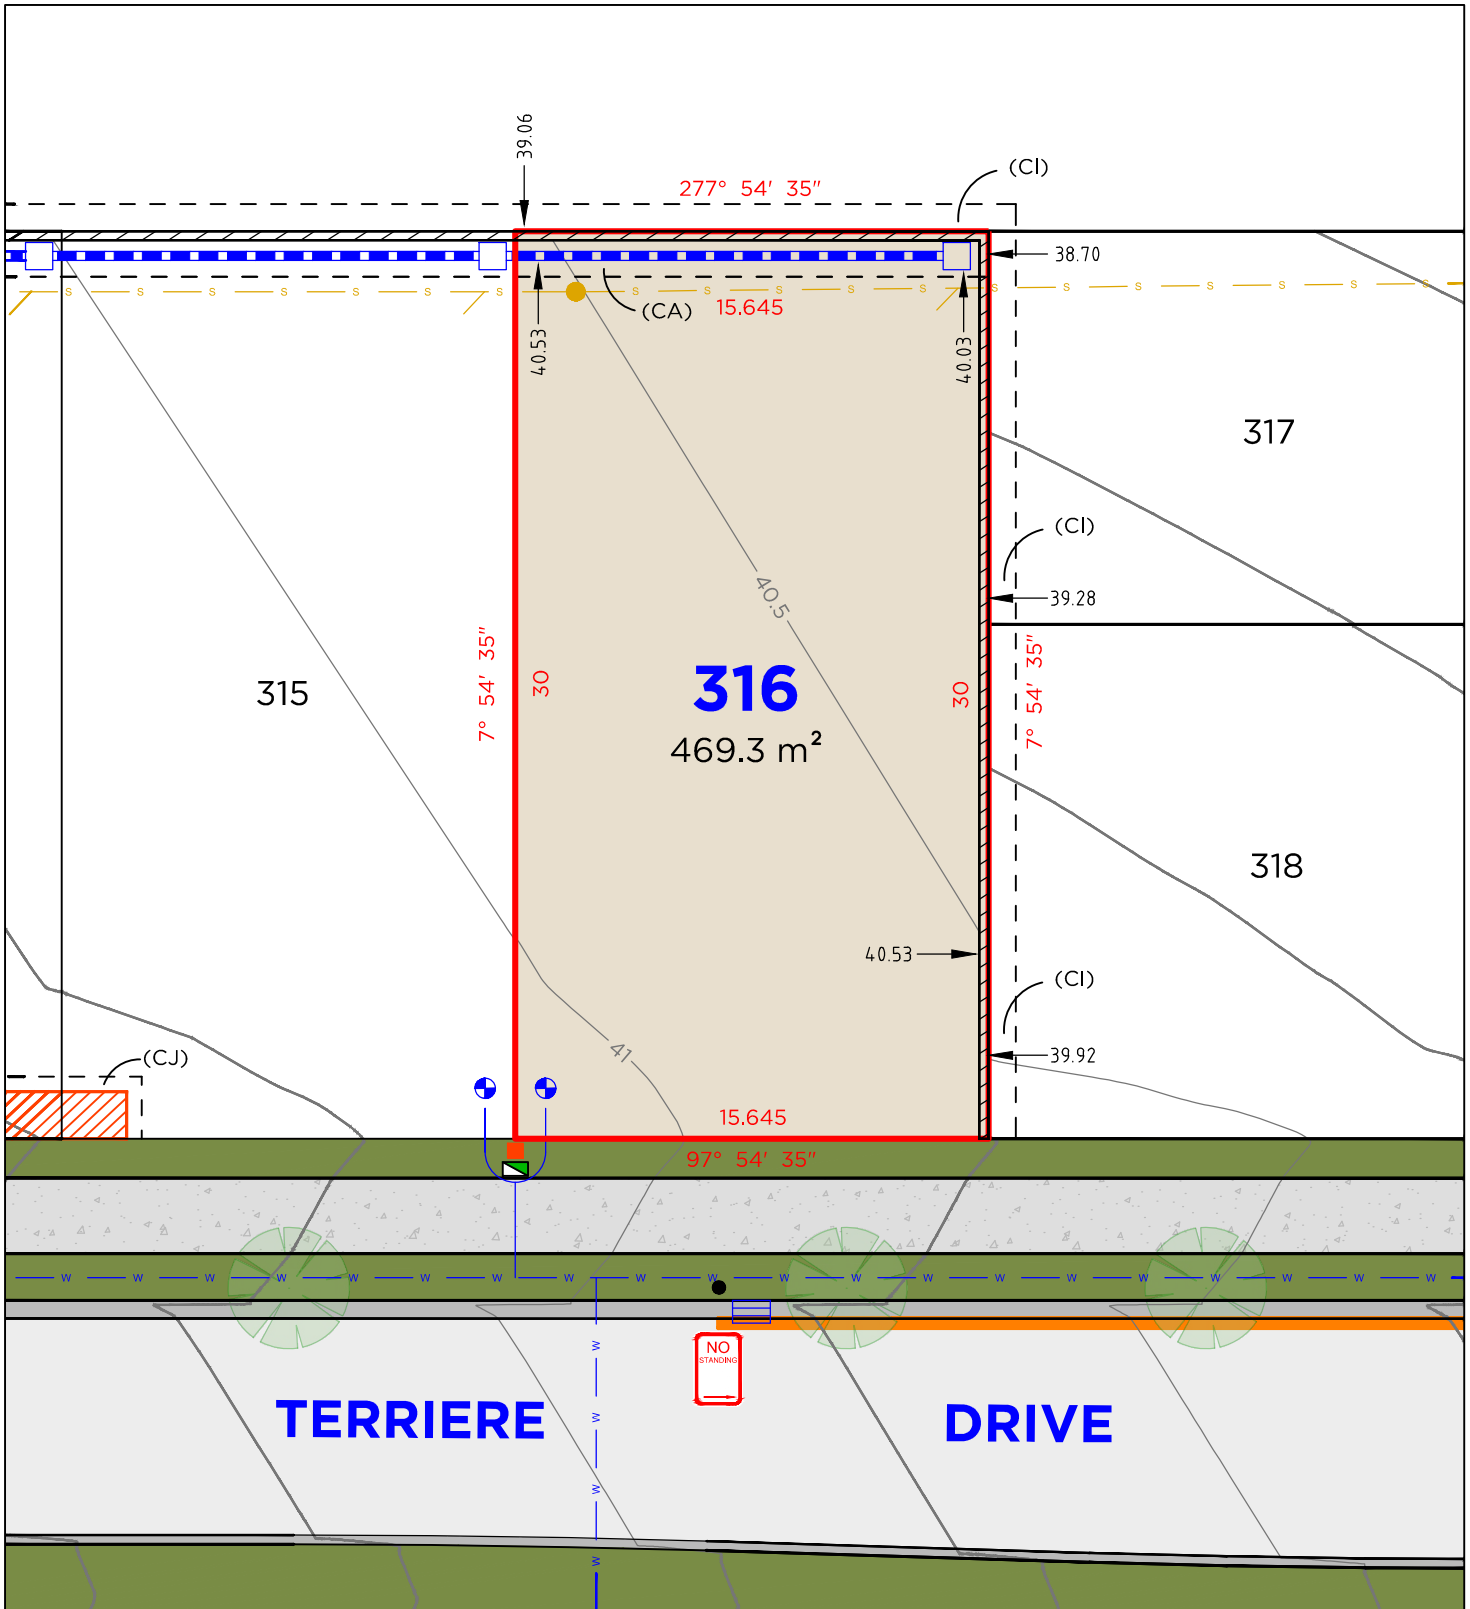 39.06
(CI)
277° 54' 35"
38.70
S S S S S S S S S S S S S S S S S S S
(CA)
15.645
40.53
40.03
317
(CI)
40.5
39.28
7° 54' 35"
30
315
316
469.3 m²
30
7° 54' 35"
318
40.53
(CI)
41
39.92
(CJ)
15.645
97° 54' 35"
W W W W W W W W W W W W W W W W W W W W
W
NO
STANDING
W
TERRIERE DRIVE
W
W